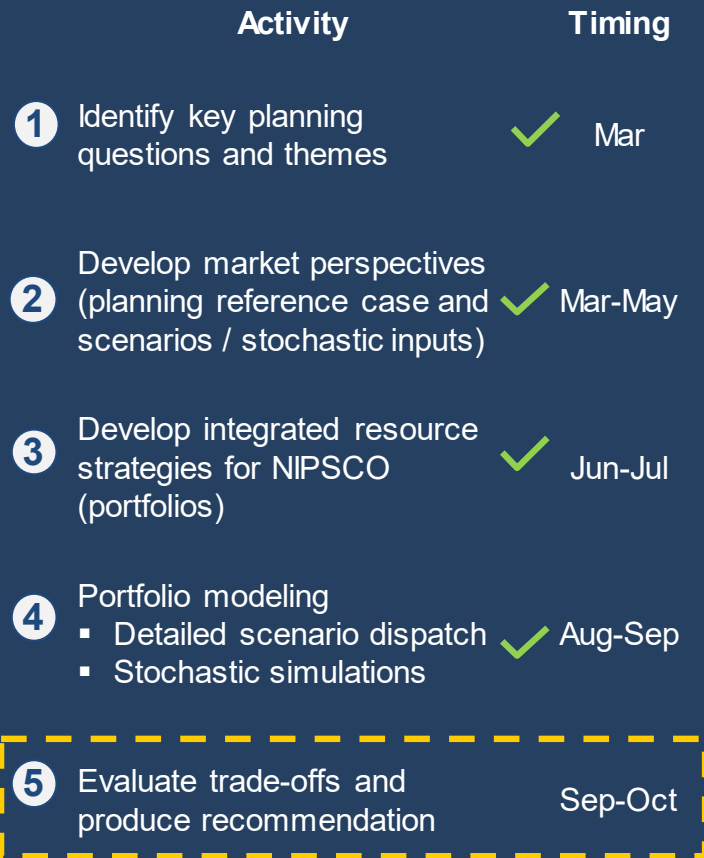 Activity Timing
1 Identify key planning
questions and themes
Mar
2 Develop market perspectives
(planning reference case and
scenarios / stochastic inputs)
Mar-May
3 Develop integrated resource
strategies for NIPSCO
(portfolios)
Jun-Jul
4 Portfolio modeling
▪ Detailed scenario dispatch
▪ Stochastic simulations
Aug-Sep
5 Evaluate trade-offs and
produce recommendation
Sep-Oct